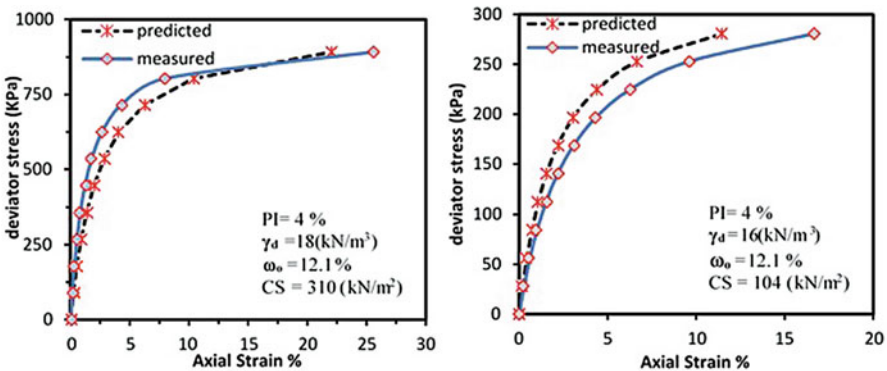 predicted
measured
deviator stress (KPa)
1000
750
500
250
0
PI= 4 %
γd =18(kN/m³)
ωo =12.1%
CS = 310 (kN/m²)
0 5 10 15 20 25 30
Axial Strain %
predicted
measured
deviator stress (kPa)
300
250
200
150
100
50
0
PI= 4 %
γd =16(kN/m³)
ωo =12.1 %
CS = 104 (kN/m²)
0 5 10 15 20
Axial Strain %